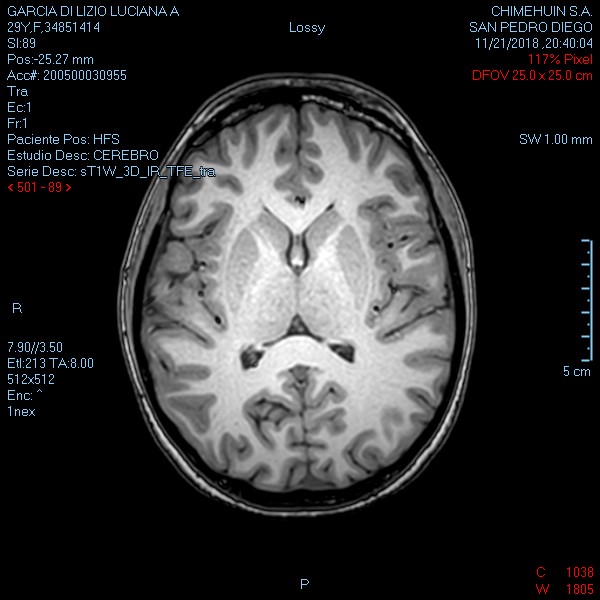 GARCIA DI LIZIO LUCIANA A
29Y,F,34851414
Sl:89
Pos:-25.27 mm
Acc#: 200500030955
Tra
Ec:1
Fr:1
Paciente Pos: HFS
Estudio Desc: CEREBRO
Serie Desc: sT1W_3D_IR_TFE_tra
< 501 - 89 >
Lossy
CHIMEHUIN S.A.
SAN PEDRO DIEGO
11/21/2018 ,20:40:04
117% Pixel
DFOV 25.0 x 25.0 cm
SW 1.00 mm
R
5 cm
7.90//3.50
Etl:213 TA:8.00
512x512
Enc: ^
1nex
P
C 1038
W 1805